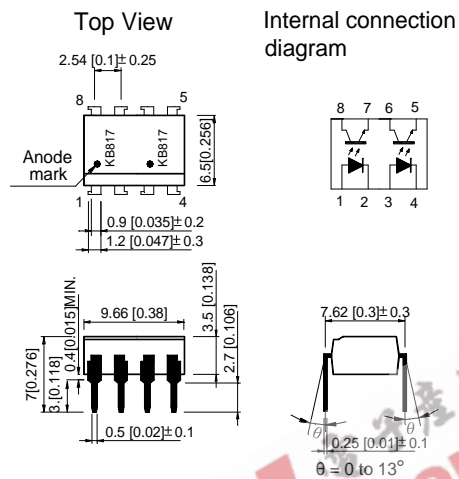 Top View
Internal connection
diagram
2.54 [0.1]± 0.25
8 5
KB817 KB817
Anode
mark
6.5[0.256]
1 4
0.9 [0.035]± 0.2
1.2 [0.047]± 0.3
8 7 6 5
1 2 3 4
9.66 [0.38]
3.5 [0.138]
0.4[0.015]MIN.
7[0.276]
3.[0.118]
2.7 [0.106]
0.5 [0.02]± 0.1
7.62 [0.3]± 0.3
θ θ
0.25 [0.01]± 0.1
θ = 0 to 13°